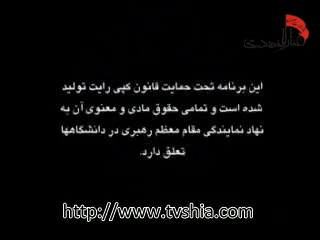 این برنامه تحت حمایت قانون کپی رایت تولید
شده است و تمامی حقوق مادی و معنوی آن به
نهاد نمایندگی مقام معظم رهبری در دانشگاهها
تعلق دارد.
http://www.tvshia.com